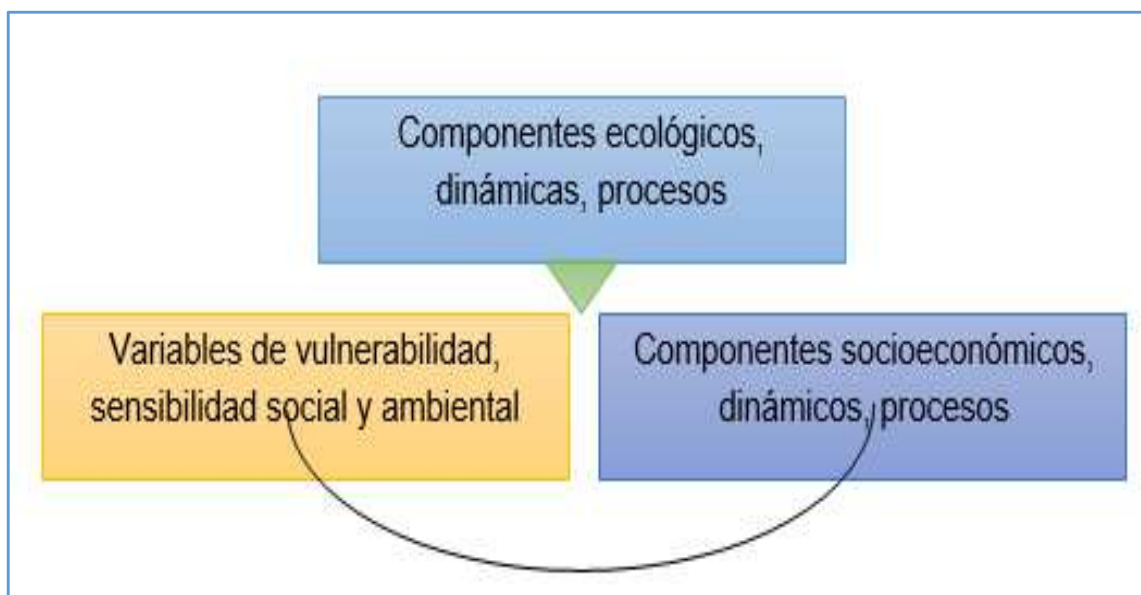 Componentes ecológicos,
dinámicas, procesos
Variables de vulnerabilidad,
sensibilidad social y ambiental
Componentes socioeconómicos,
dinámicos, procesos